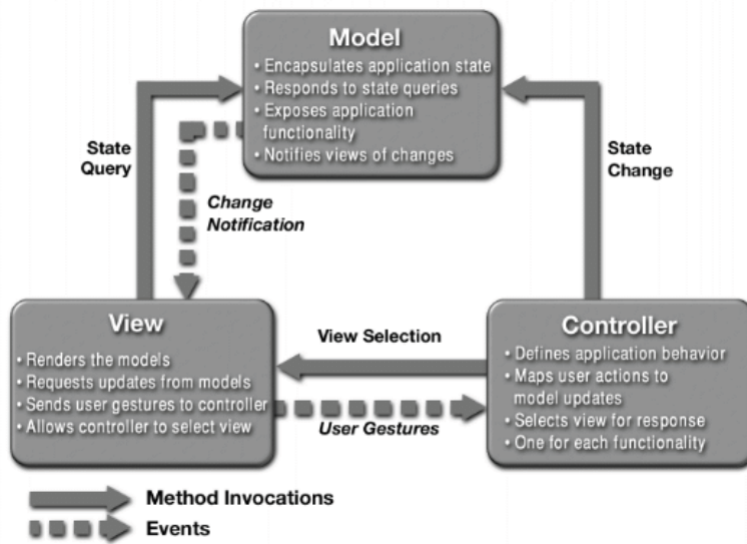 Model
• Encapsulates application state
• Responds to state queries
• Exposes application
functionality
• Notifies views of changes
State
Query
Change
Notification
State
Change
View
• Renders the models
• Requests updates from models
• Sends user gestures to controller
• Allows controller to select view
View Selection
User Gestures
Controller
• Defines application behavior
• Maps user actions to
model updates
• Selects view for response
• One for each functionality
Method Invocations
Events